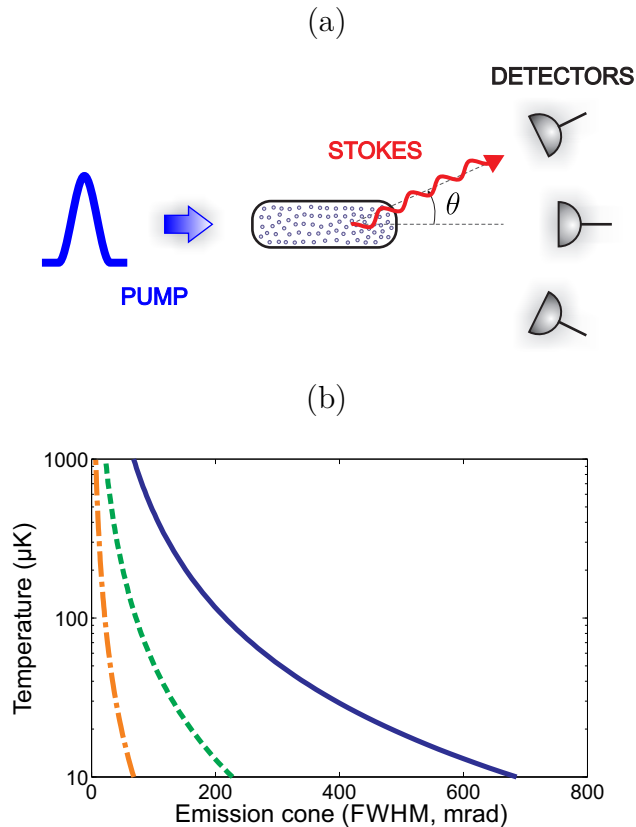 (a)
DETECTORS
STOKES
θ
PUMP
(b)
1000
100
10
Temperature (μK)
0
200
400
600
800
Emission cone (FWHM, mrad)